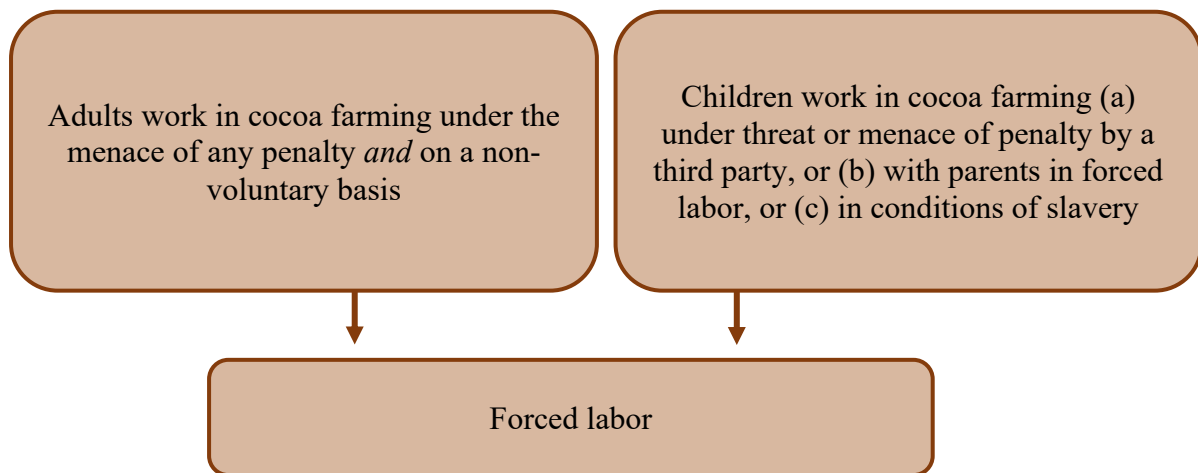 Adults work in cocoa farming under the
menace of any penalty and on a non-
voluntary basis
Children work in cocoa farming (a)
under threat or menace of penalty by a
third party, or (b) with parents in forced
labor, or (c) in conditions of slavery
Forced labor